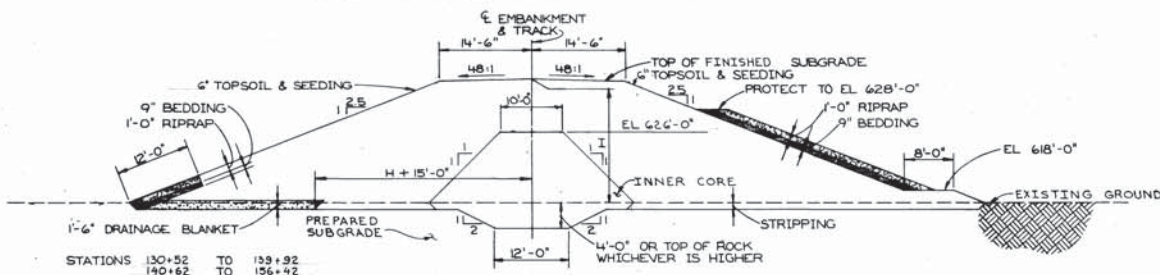 ℄ EMBANKMENT
& TRACK
14'-6" 14'-6"
48:1 48:1
TOP OF FINISHED SUBGRADE
6" TOPSOIL & SEEDING
6" TOPSOIL & SEEDING
PROTECT TO EL 628'-0"
2.5
1
2.5
1
9" BEDDING
1'-0" RIPRAP
12'-0"
10'-0"
EL 626'-0"
1'-0" RIPRAP
9" BEDDING
I
8'-0"
EL 618'-0"
1
1
1
1
H + 15'-0"
INNER CORE
EXISTING GROUND
1'-6" DRAINAGE BLANKET
PREPARED
SUBGRADE
1
2
1
2
STRIPPING
12'-0"
4'-0" OR TOP OF ROCK
WHICHEVER IS HIGHER
STATIONS 130+52 TO 139+92
140+62 TO 156+42